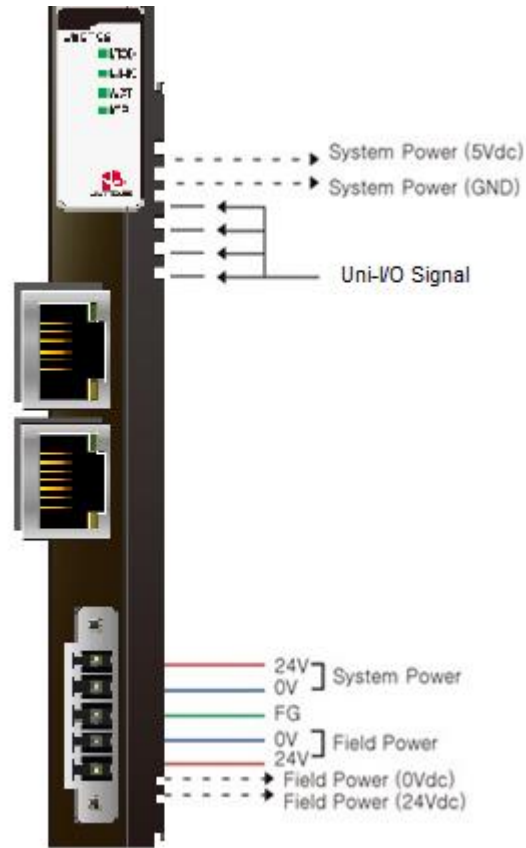 System Power (5Vdc)
System Power (GND)
Uni-I/O Signal
24V
0V
System Power
FG
0V
24V
Field Power
Field Power (0Vdc)
Field Power (24Vdc)